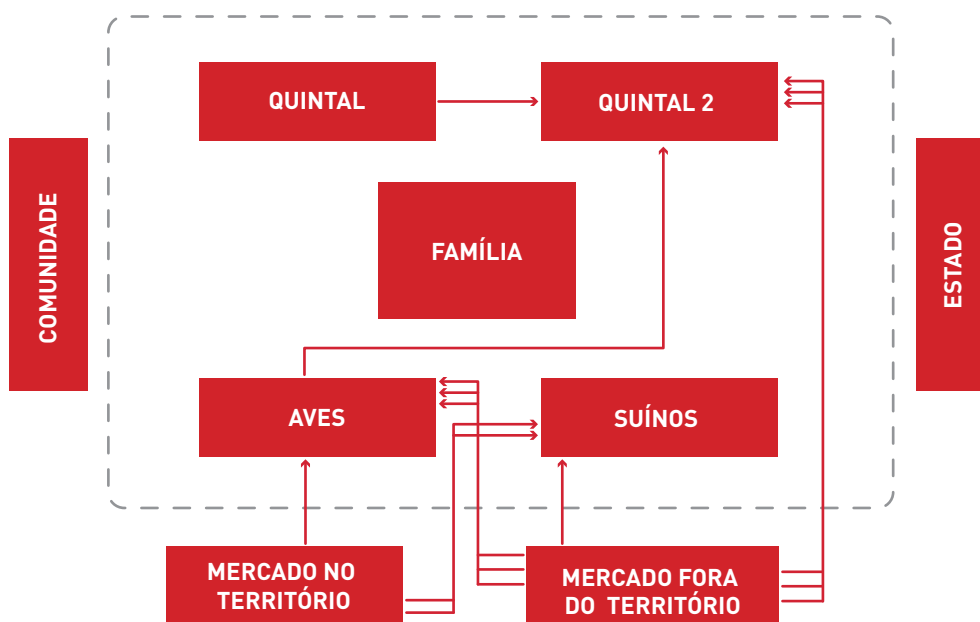 QUINTAL
QUINTAL 2
COMUNIDADE
FAMÍLIA
ESTADO
AVES
SUÍNOS
MERCADO NO
TERRITÓRIO
MERCADO FORA
DO TERRITÓRIO